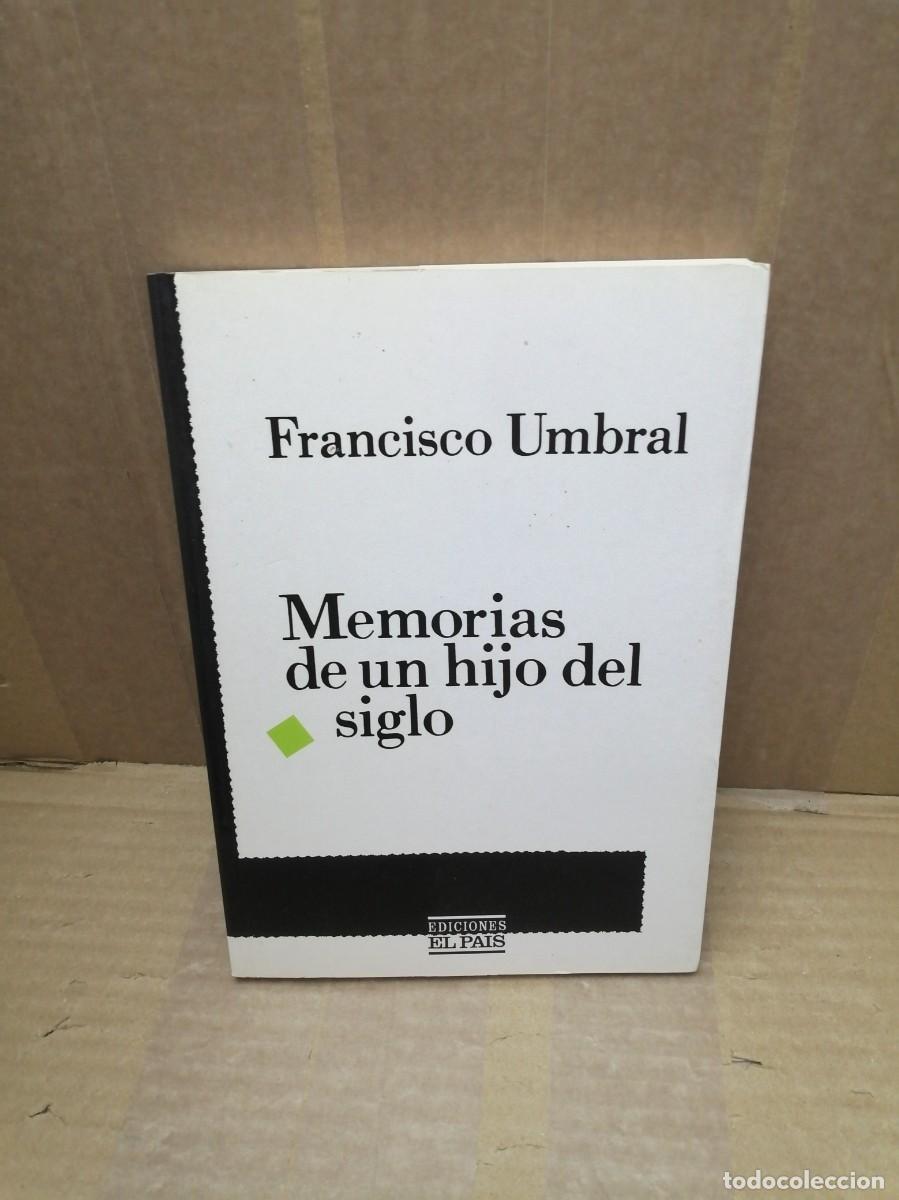 Francisco Umbral
Memorias
de un hijo del
siglo
EDICIONES
EL PAIS
todocoleccion